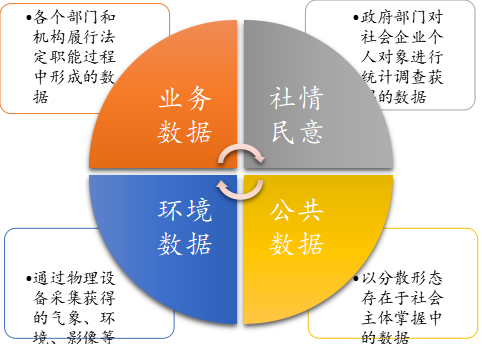 •各个部门和
机构履行法
定职能过程
中形成的数
据
•政府部门对
社会企业个
人对象进行
统计调查获
的数据
业务
数据
社情
民意
环境
数据
公共
数据
•通过物理设
备采集获得
的气象、环
境、影像等
•以分散形态
存在于社会
主体掌握中
的数据